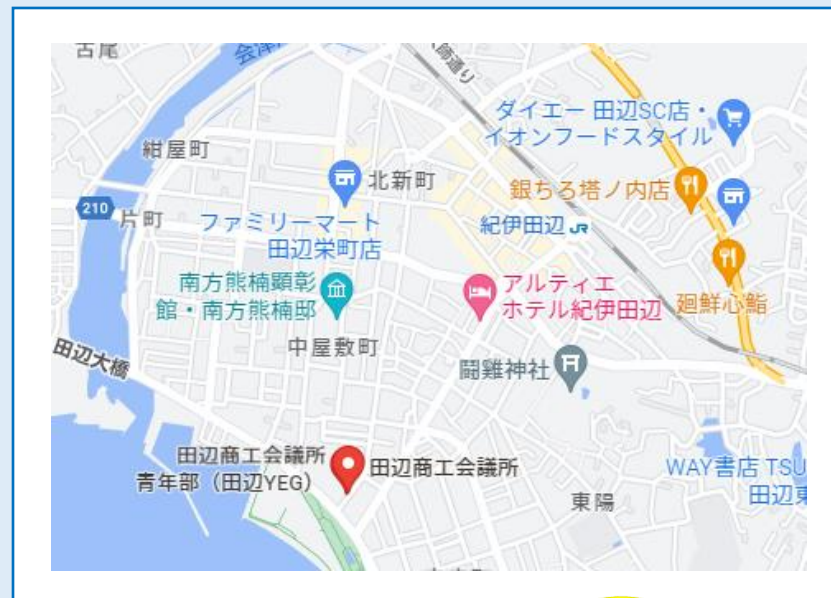 古尾
会津
師通り
ダイエー 田辺SC店・
イオンフードスタイル
紺屋町
北新町
銀ちろ塔ノ内店
210
片町
ファミリーマート
田辺栄町店
紀伊田辺 JR
南方熊楠顕彰
館・南方熊楠邸
アルティエ
ホテル紀伊田辺
廻鮮心鮨
中屋敷町
田辺大橋
闘雞神社
田辺商工会議所
青年部（田辺YEG）
田辺商工会議所
WAY書店 TSU
田辺東
東陽